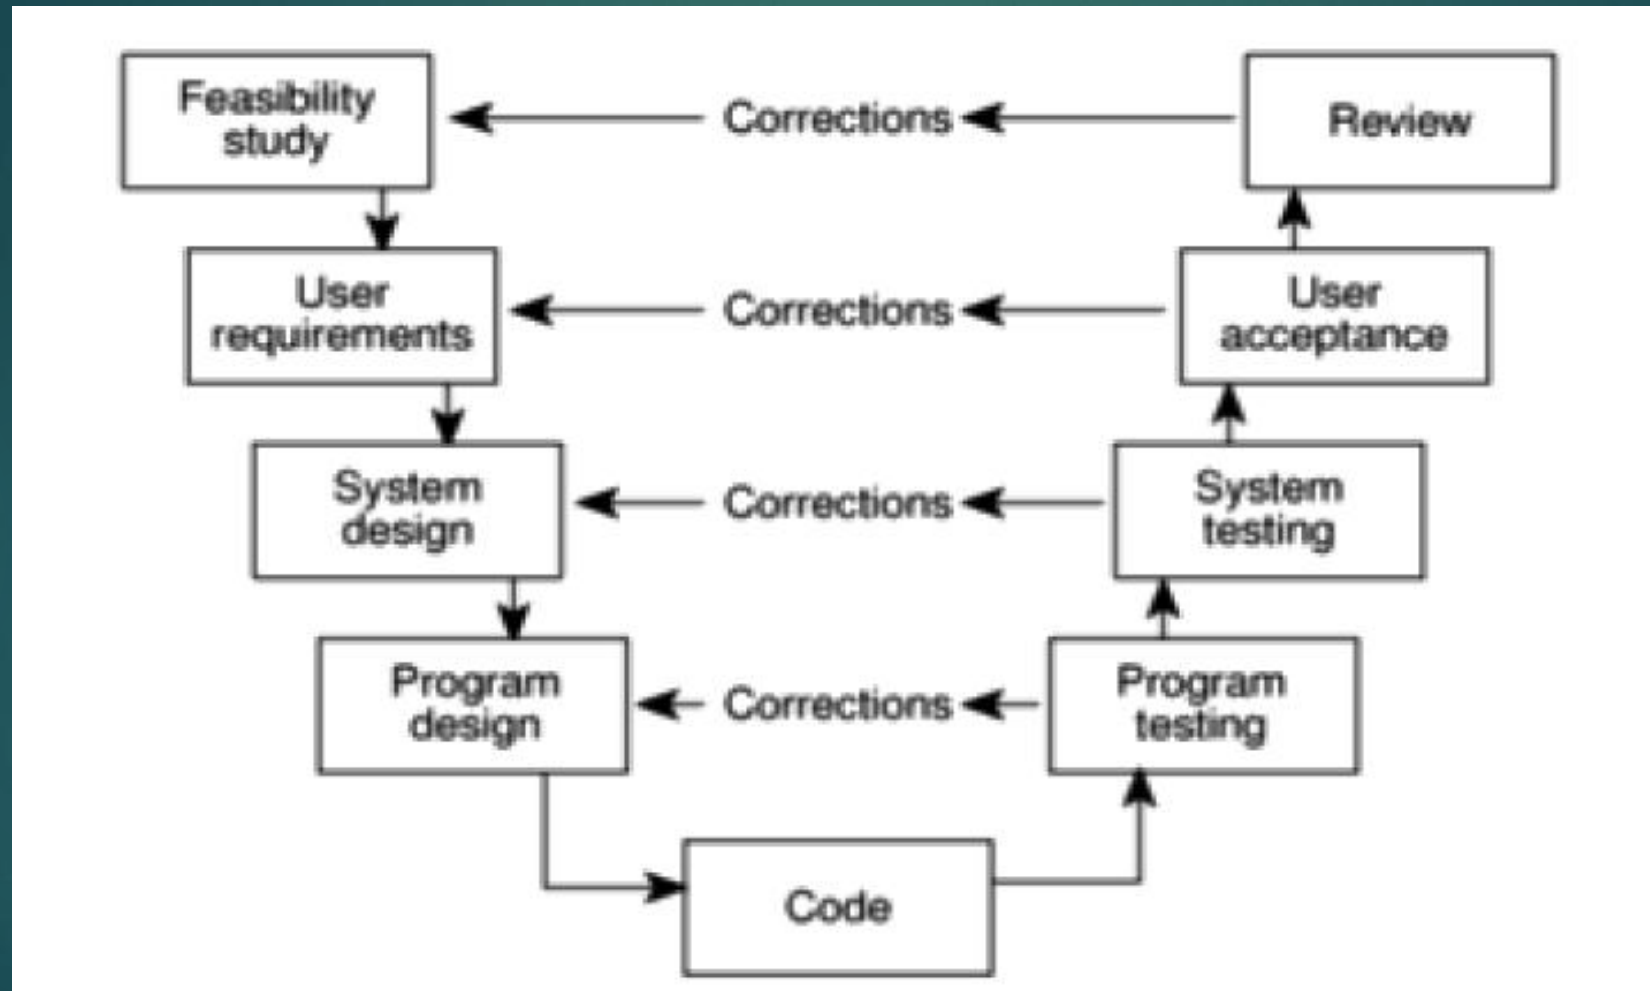 Feasibility
study
Corrections
Review
User
requirements
Corrections
User
acceptance
System
design
Corrections
System
testing
Program
design
Corrections
Program
testing
Code